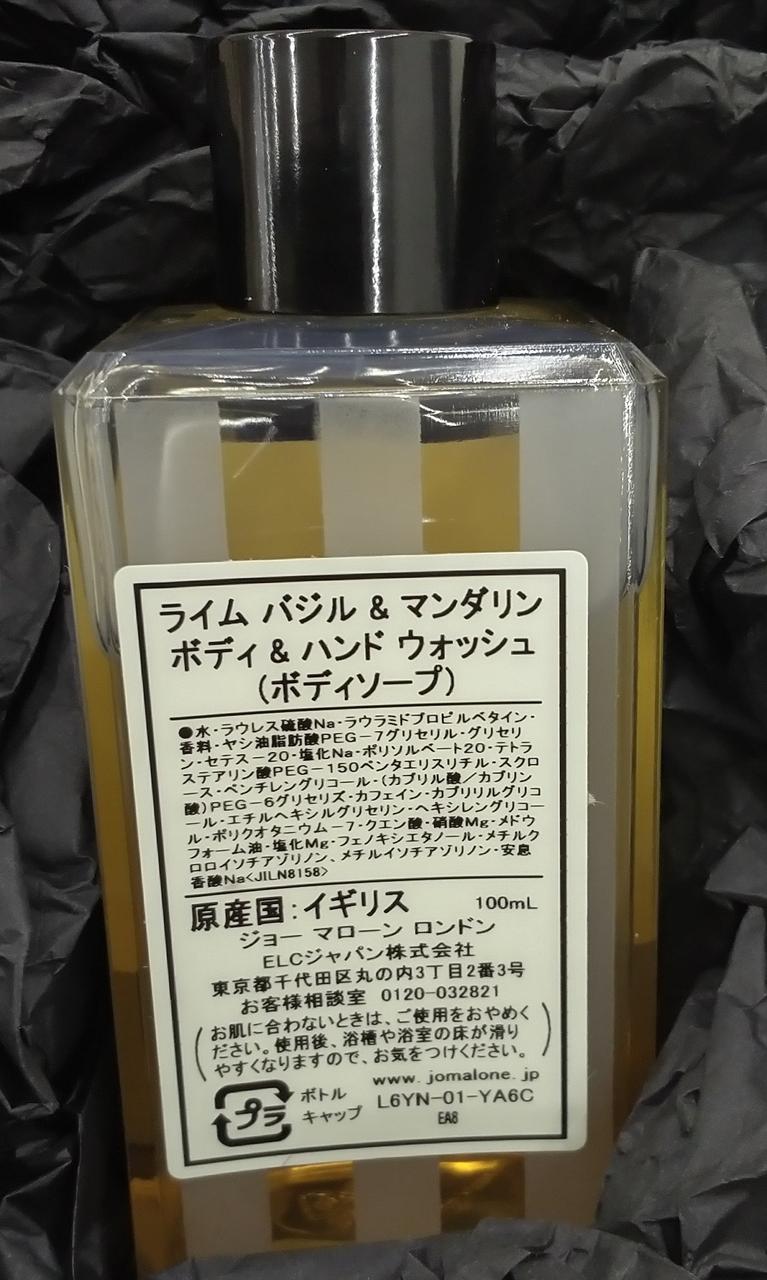 ライム バジル & マンダリン
ボディ & ハンド ウォッシュ
(ボディソープ)
●水・ラウレス硫酸Na・ラウラミドプロピルベタイン・
香料・ヤシ油脂肪酸PEG-7グリセリル・グリセリ
ン・セテス-20・塩化Na・ポリソルベート20・テトラ
ステアリン酸PEG-150ペンタエリスリチル・スクロ
ース・ペンチレングリコール・(カプリル酸/カプリン
酸)PEG-6グリセリズ・カフェイン・カプリリルグリコ
ール・エチルヘキシルグリセリン・ヘキシレングリコー
ル・ポリクオタニウム-7・クエン酸・硝酸Mg・メドウ
フォーム油・塩化Mg・フェノキシエタノール・メチルク
ロロイソチアゾリノン、メチルイソチアゾリノン・安息
香酸Na<JILN8158>
原産国:イギリス 100mL
ジョー マローン ロンドン
ELCジャパン株式会社
東京都千代田区丸の内3丁目2番3号
お客様相談室 0120-032821
(お肌に合わないときは、ご使用をおやめく
ださい。使用後、浴槽や浴室の床が滑り
やすくなりますので、お気をつけください。)
www.jomalone.jp
プラ ボトル
キャップ L6YN-01-YA6C
EA8